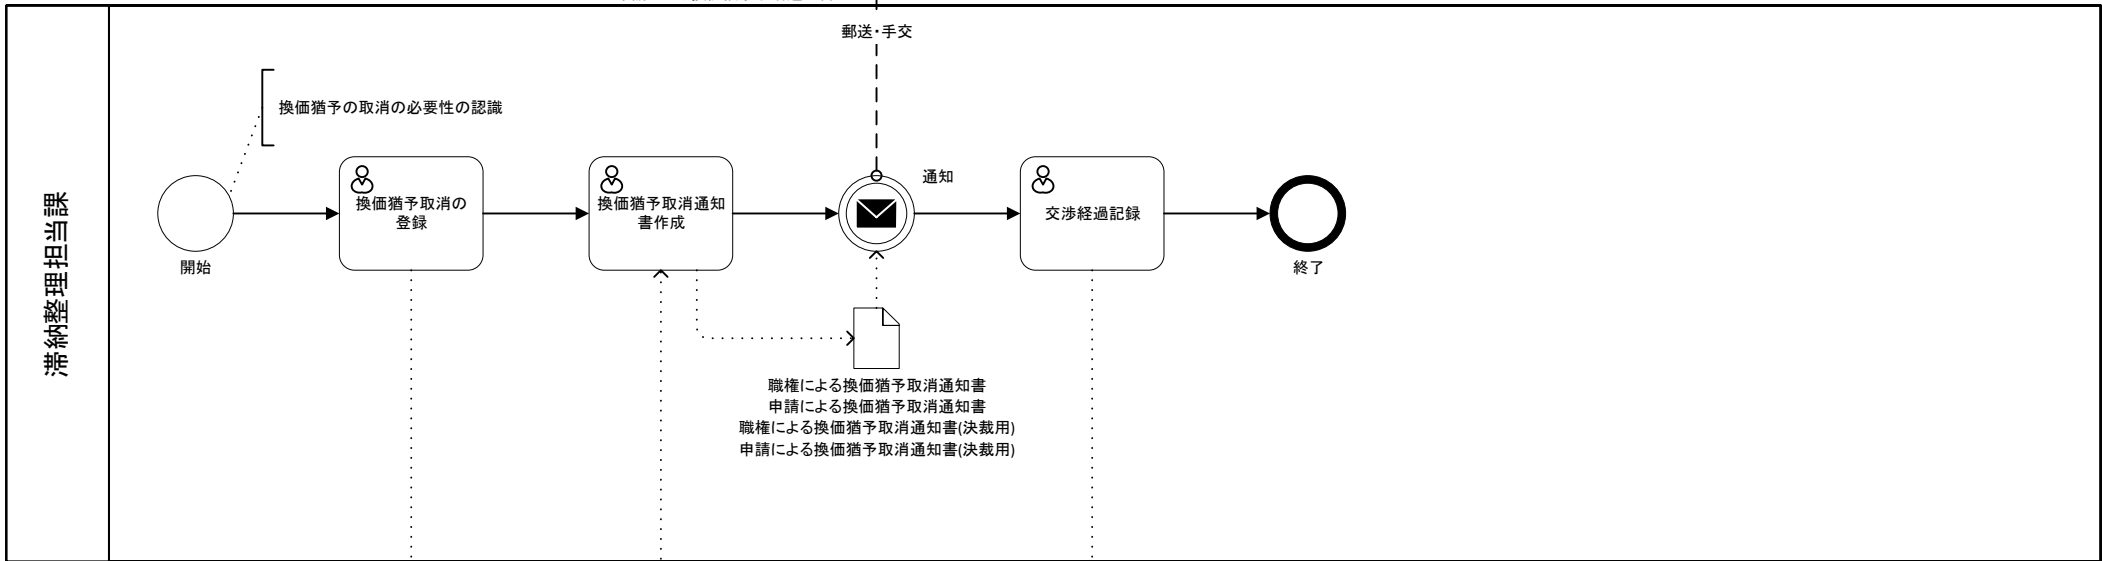 郵送・手交
換価猶予の取消の必要性の認識
滞納整理担当課
開始
換価猶予取消の
登録
換価猶予取消通知
書作成
通知
交渉経過記録
終了
職権による換価猶予取消通知書
申請による換価猶予取消通知書
職権による換価猶予取消通知書(決裁用)
申請による換価猶予取消通知書(決裁用)